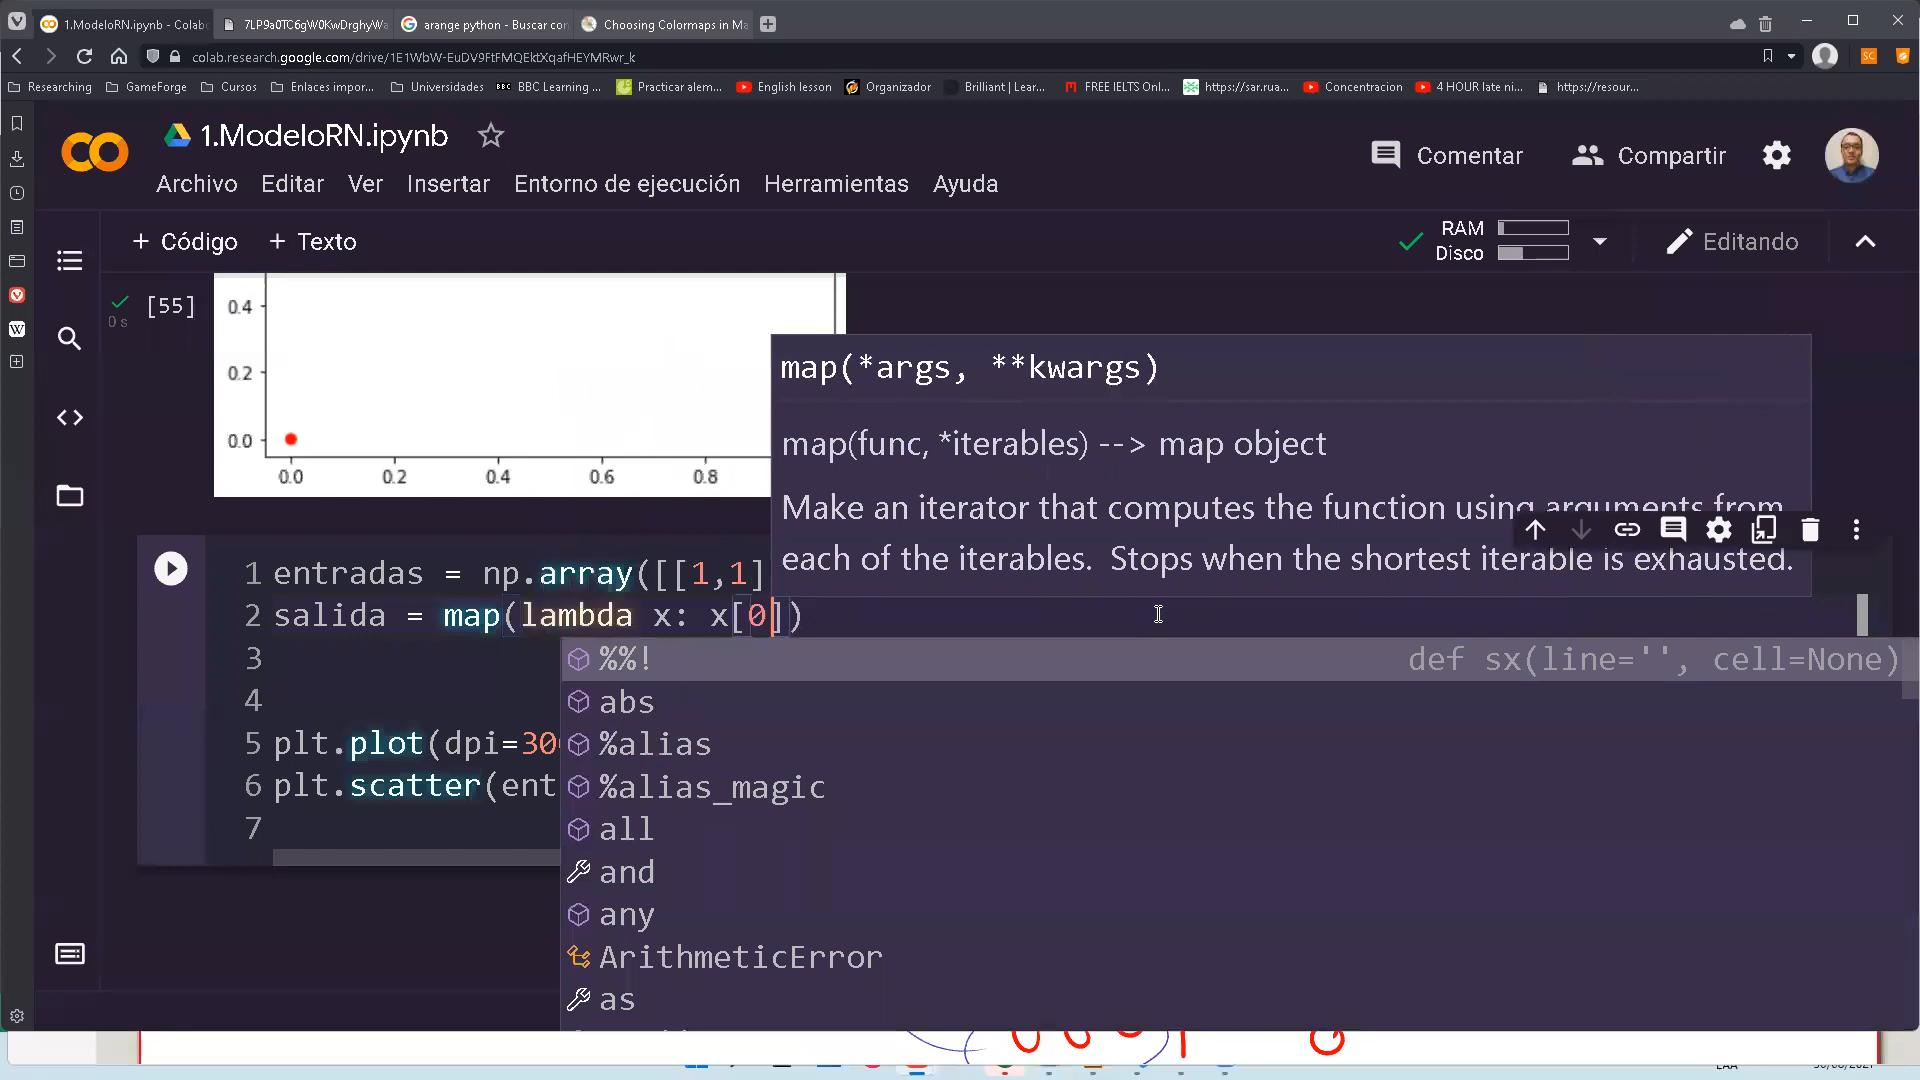 1.ModeloRN.ipynb - Colab
7LP9a0TC6gW0KwDrghyWa
arange python - Buscar con
Choosing Colormaps in Ma
colab.research.google.com/drive/1E1WbW-EuDV9FtFMQEktXqafHEYMRwr_k
SC
Researching GameForge Cursos Enlaces impor... Universidades BBC BBC Learning ... Practicar alem... English lesson Organizador Brilliant | Lear... FREE IELTS Onl... https://sar.rua... Concentracion 4 HOUR late ni... https://resour...
1.ModeloRN.ipynb
Comentar Compartir
Archivo Editar Ver Insertar Entorno de ejecución Herramientas Ayuda
+ Código + Texto
RAM
Disco
Editando
[55]
0 s
0.4
0.2
0.0
0.0 0.2 0.4 0.6 0.8
map(*args, **kwargs)
map(func, *iterables) --> map object
Make an iterator that computes the function using arguments from
each of the iterables. Stops when the shortest iterable is exhausted.
1 entradas = np.array([[1,1]
2 salida = map(lambda x: x[0])
3
4
5 plt.plot(dpi=300
6 plt.scatter(ent
7
%%! def sx(line='', cell=None)
abs
%alias
%alias_magic
all
and
any
ArithmeticError
as